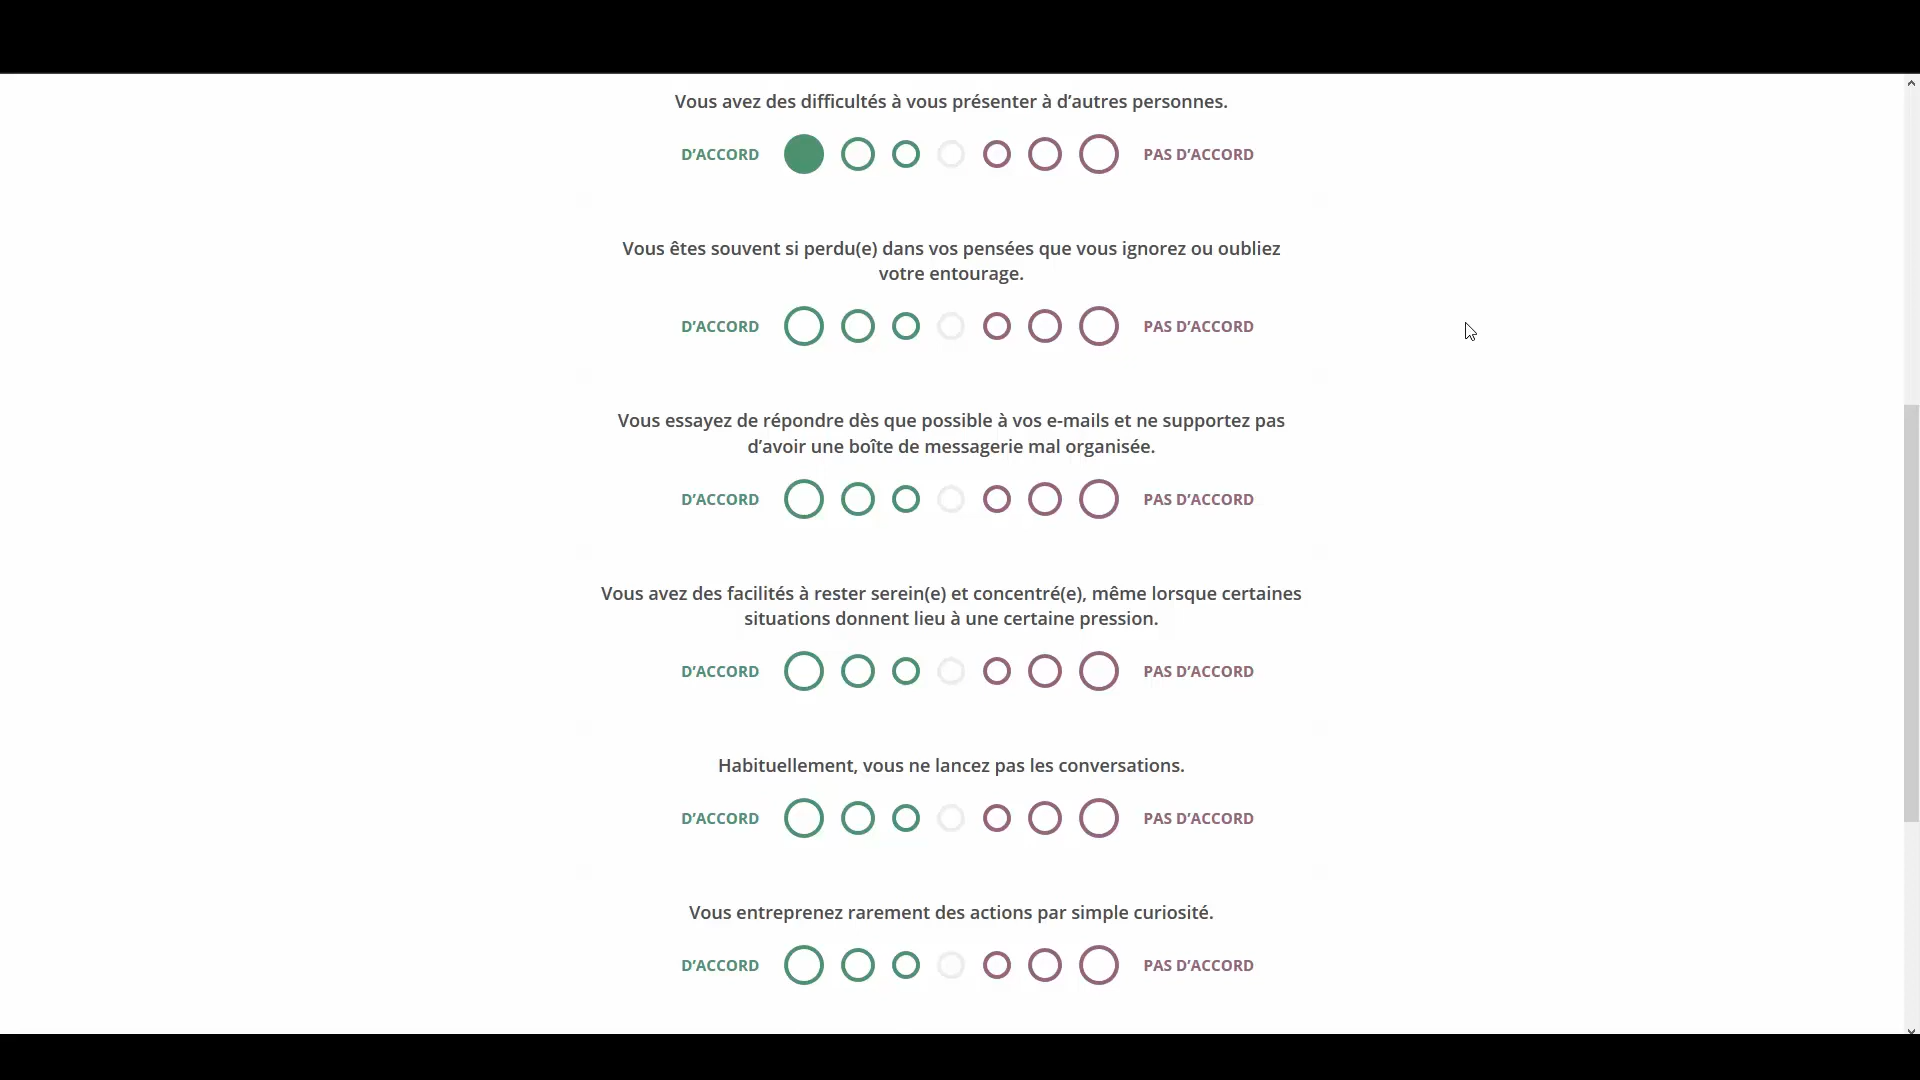 Vous avez des difficultés à vous présenter à d’autres personnes.
D’ACCORD PAS D’ACCORD
Vous êtes souvent si perdu(e) dans vos pensées que vous ignorez ou oubliez
votre entourage.
D’ACCORD PAS D’ACCORD
Vous essayez de répondre dès que possible à vos e-mails et ne supportez pas
d’avoir une boîte de messagerie mal organisée.
D’ACCORD PAS D’ACCORD
Vous avez des facilités à rester serein(e) et concentré(e), même lorsque certaines
situations donnent lieu à une certaine pression.
D’ACCORD PAS D’ACCORD
Habituellement, vous ne lancez pas les conversations.
D’ACCORD PAS D’ACCORD
Vous entreprenez rarement des actions par simple curiosité.
D’ACCORD PAS D’ACCORD